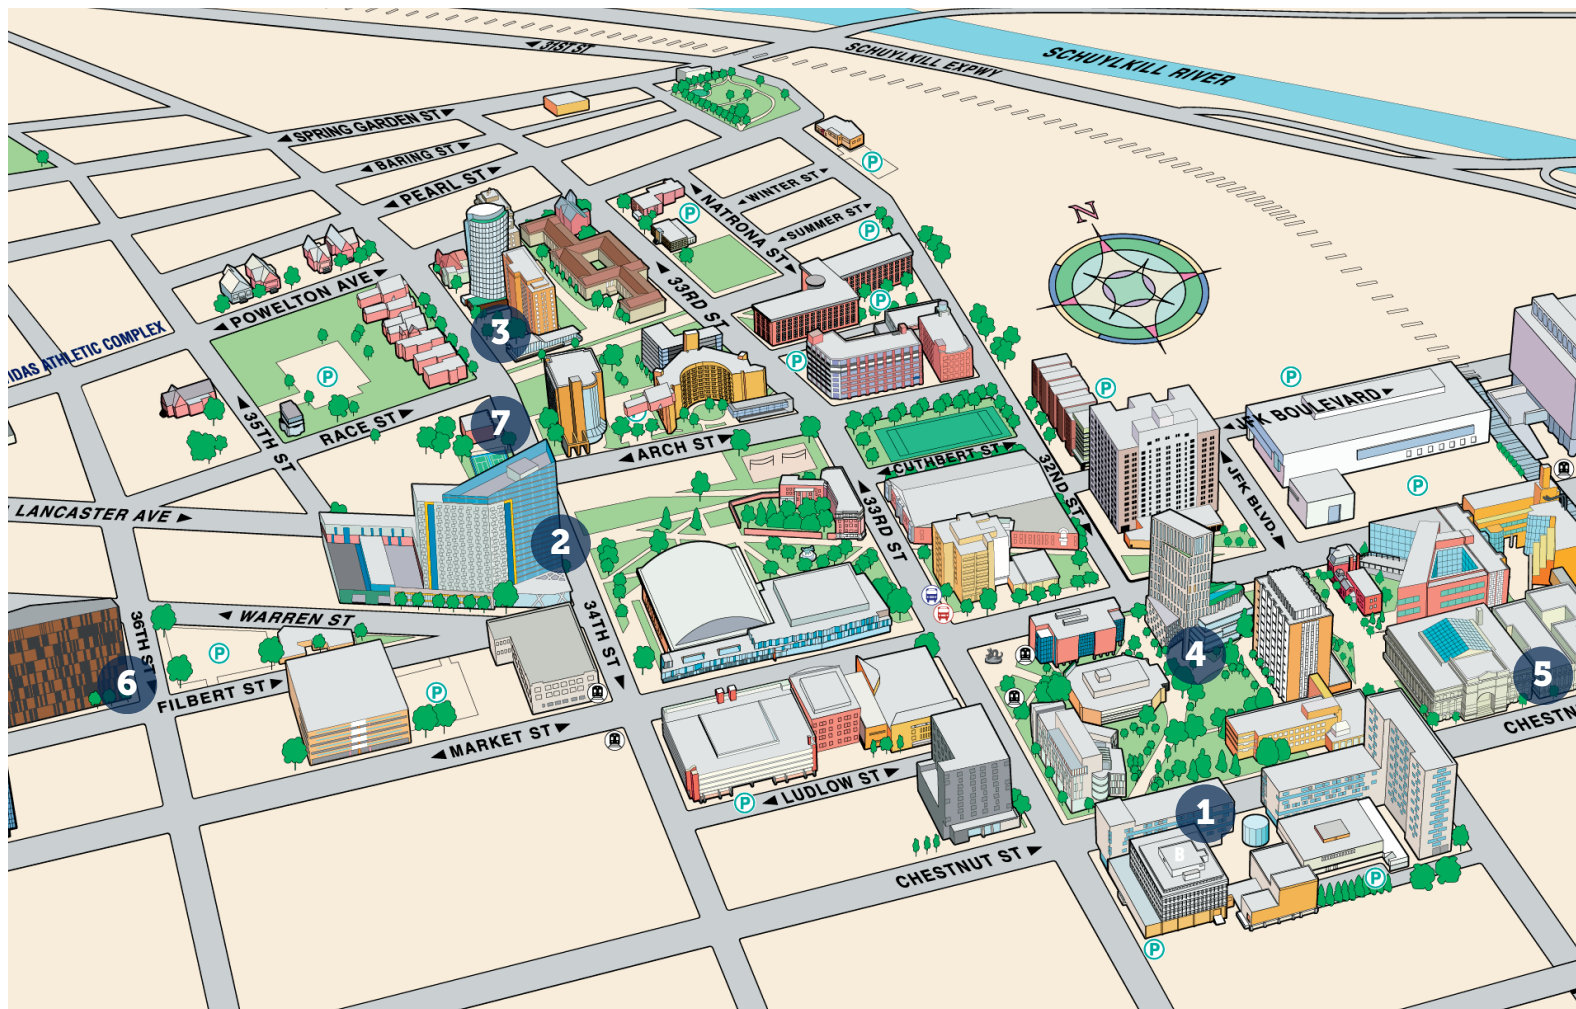 31ST ST
SCHUYLKILL EXPWY
SCHUYLKILL RIVER
SPRING GARDEN ST
BARING ST
PEARL ST
P
WINTER ST
NATRONA ST
P
SUMMER ST
P
N
POWELTON AVE
33RD ST
P
IDAS ATHLETIC COMPLEX
3
P
P
P
P
JFK BOULEVARD
35TH ST
RACE ST
7
ARCH ST
CUTHBERT ST
32ND ST
JFK BLVD.
P
LANCASTER AVE
2
33RD ST
WARREN ST
36TH ST
34TH ST
P
6
FILBERT ST
P
4
5
CHESTN
MARKET ST
LUDLOW ST
P
1
B
CHESTNUT ST
P
P